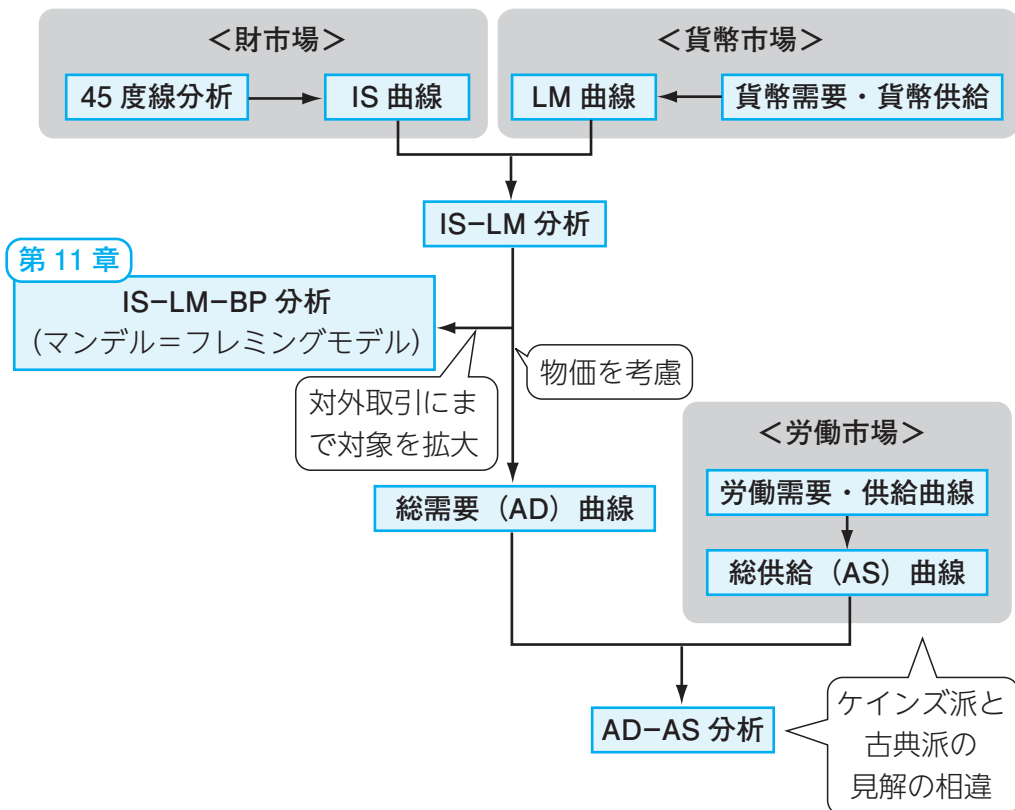 ＜財市場＞
＜貨幣市場＞
45 度線分析
IS 曲線
LM 曲線
貨幣需要・貨幣供給
IS−LM 分析
第 11 章
IS−LM−BP 分析
（マンデル＝フレミングモデル）
物価を考慮
対外取引にま
で対象を拡大
＜労働市場＞
労働需要・供給曲線
総需要（AD）曲線
総供給（AS）曲線
AD−AS 分析
ケインズ派と
古典派の
見解の相違